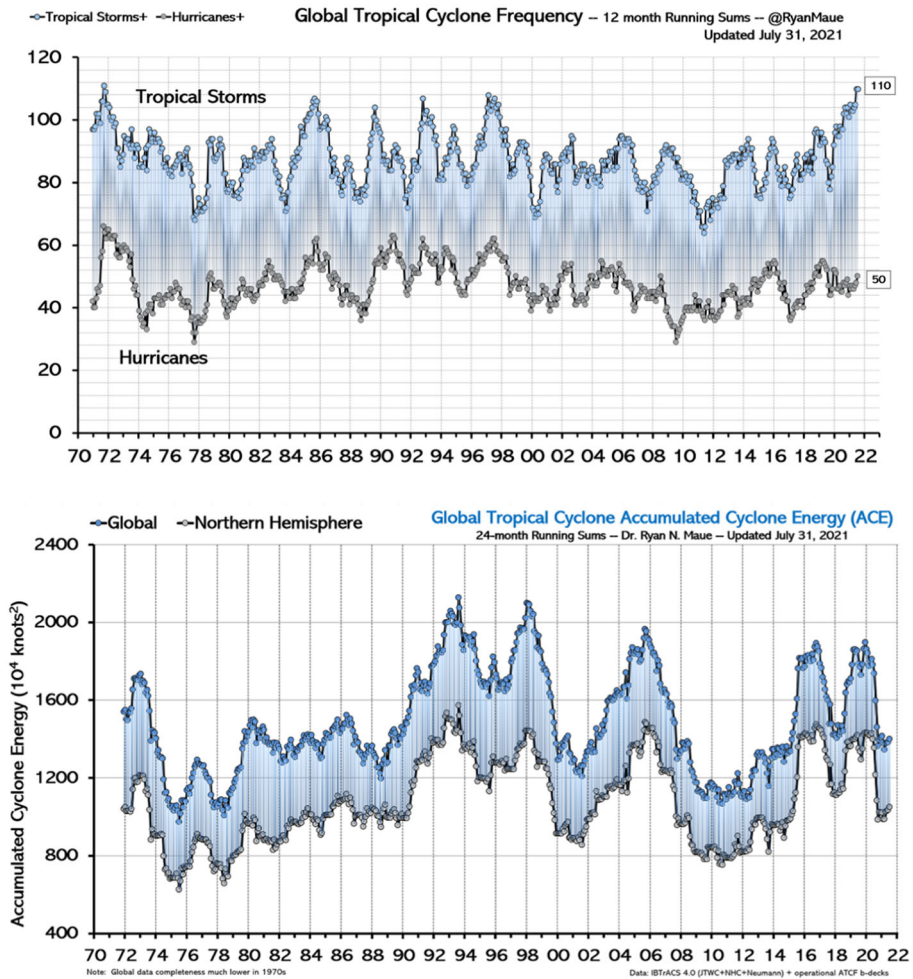 Tropical Storms+ Hurricanes+ Global Tropical Cyclone Frequency -- 12 month Running Sums -- @RyanMaue
Updated July 31, 2021
120
110
Tropical Storms
100
80
60
50
40
Hurricanes
20
0
70 72 74 76 78 80 82 84 86 88 90 92 94 96 98 00 02 04 06 08 10 12 14 16 18 20 22
Global Northern Hemisphere Global Tropical Cyclone Accumulated Cyclone Energy (ACE)
24-month Running Sums -- Dr. Ryan N. Maue -- Updated July 31, 2021
Accumulated Cyclone Energy (10⁴ knots²)
2400
2000
1600
1200
800
400
70 72 74 76 78 80 82 84 86 88 90 92 94 96 98 00 02 04 06 08 10 12 14 16 18 20 22
Note: Global data completeness much lower in 1970s Data: IBTrACS 4.0 (JTWC+NHC+Neumann) + operational ATCF b-decks